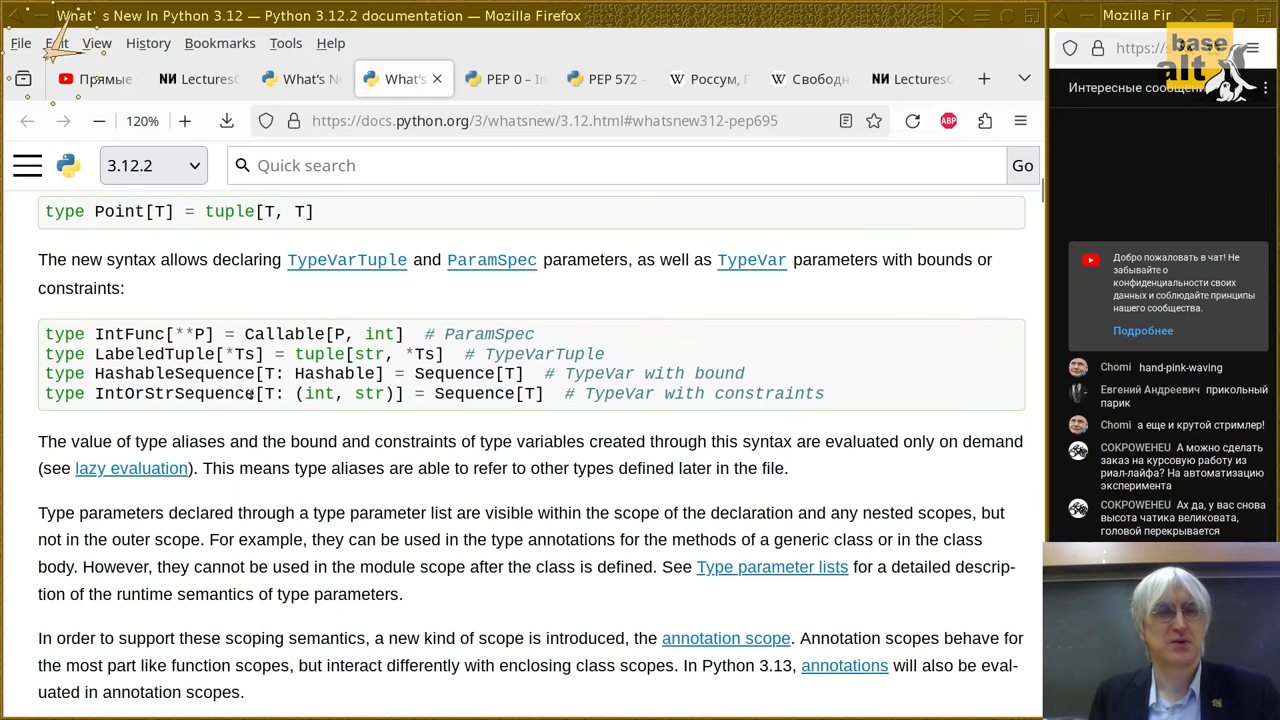 What's New In Python 3.12 — Python 3.12.2 documentation — Mozilla Firefox
Mozilla Fir
File Edit View History Bookmarks Tools Help
Прямые
LecturesC
What's N
What's
PEP 0 – In
PEP 572 –
Россум, Г
Свободн
LecturesC
base
alt
120%
https://docs.python.org/3/whatsnew/3.12.html#whatsnew312-pep695
ABP
https://s
Интересные сообщени
3.12.2
Quick search
Go
type Point[T] = tuple[T, T]
The new syntax allows declaring TypeVarTuple and ParamSpec parameters, as well as TypeVar parameters with bounds or
constraints:
type IntFunc[**P] = Callable[P, int]  # ParamSpec
type LabeledTuple[*Ts] = tuple[str, *Ts]  # TypeVarTuple
type HashableSequence[T: Hashable] = Sequence[T]  # TypeVar with bound
type IntOrStrSequence[T: (int, str)] = Sequence[T]  # TypeVar with constraints
The value of type aliases and the bound and constraints of type variables created through this syntax are evaluated only on demand
(see lazy evaluation). This means type aliases are able to refer to other types defined later in the file.
Type parameters declared through a type parameter list are visible within the scope of the declaration and any nested scopes, but
not in the outer scope. For example, they can be used in the type annotations for the methods of a generic class or in the class
body. However, they cannot be used in the module scope after the class is defined. See Type parameter lists for a detailed descrip-
tion of the runtime semantics of type parameters.
In order to support these scoping semantics, a new kind of scope is introduced, the annotation scope. Annotation scopes behave for
the most part like function scopes, but interact differently with enclosing class scopes. In Python 3.13, annotations will also be eval-
uated in annotation scopes.
Добро пожаловать в чат! Не
забывайте о
конфиденциальности своих
данных и соблюдайте принципы
нашего сообщества.
Подробнее
Chomi hand-pink-waving
Евгений Андреевич прикольный
парик
Chomi а еще и крутой стример!
COKPOWEHEU А можно сделать
заказ на курсовую работу из
риал-лайфа? На автоматизацию
эксперимента
COKPOWEHEU Ах да, у вас снова
высота чатика великовата,
головой перекрывается